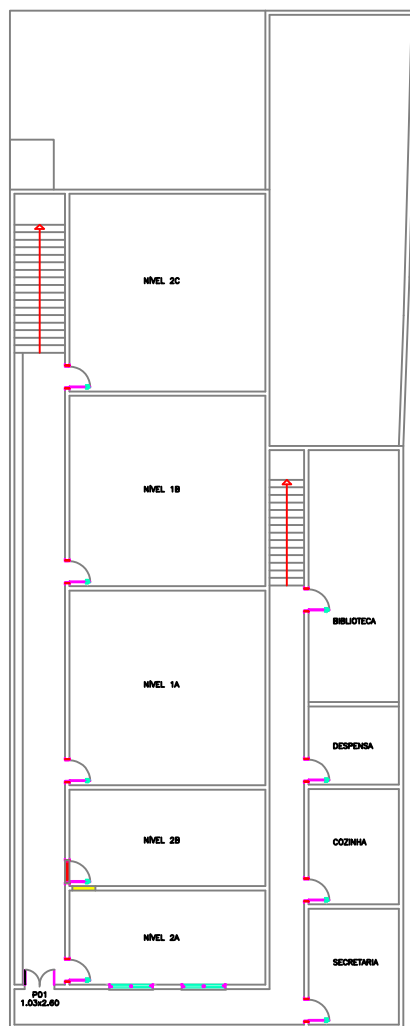 NÍVEL 2C
NÍVEL 1B
BIBLIOTECA
NÍVEL 1A
DESPENSA
NÍVEL 2B
COZINHA
NÍVEL 2A
SECRETARIA
P01
1.03x2.60